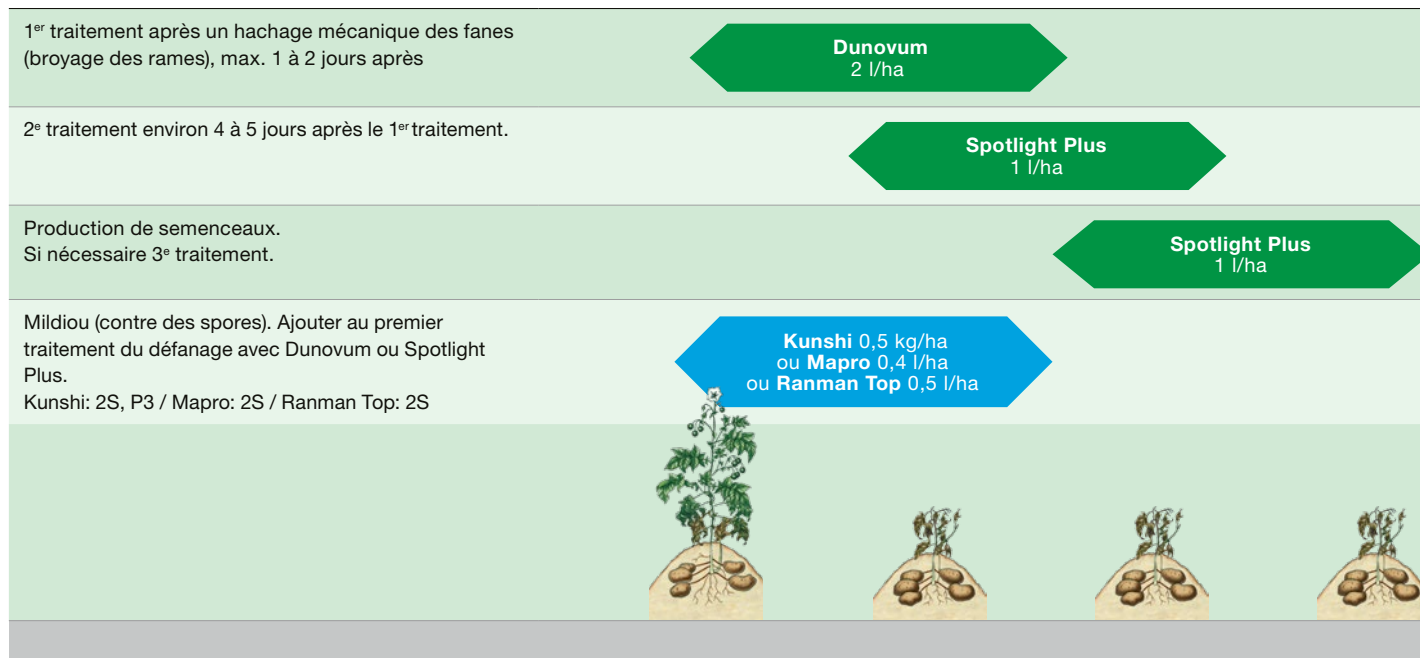 1er traitement après un hachage mécanique des fanes
(broyage des rames), max. 1 à 2 jours après
Dunovum
2 l/ha
2e traitement environ 4 à 5 jours après le 1er traitement.
Spotlight Plus
1 l/ha
Production de semenceaux.
Si nécessaire 3e traitement.
Spotlight Plus
1 l/ha
Mildiou (contre des spores). Ajouter au premier
traitement du défanage avec Dunovum ou Spotlight
Plus.
Kunshi: 2S, P3 / Mapro: 2S / Ranman Top: 2S
Kunshi 0,5 kg/ha
ou Mapro 0,4 l/ha
ou Ranman Top 0,5 l/ha